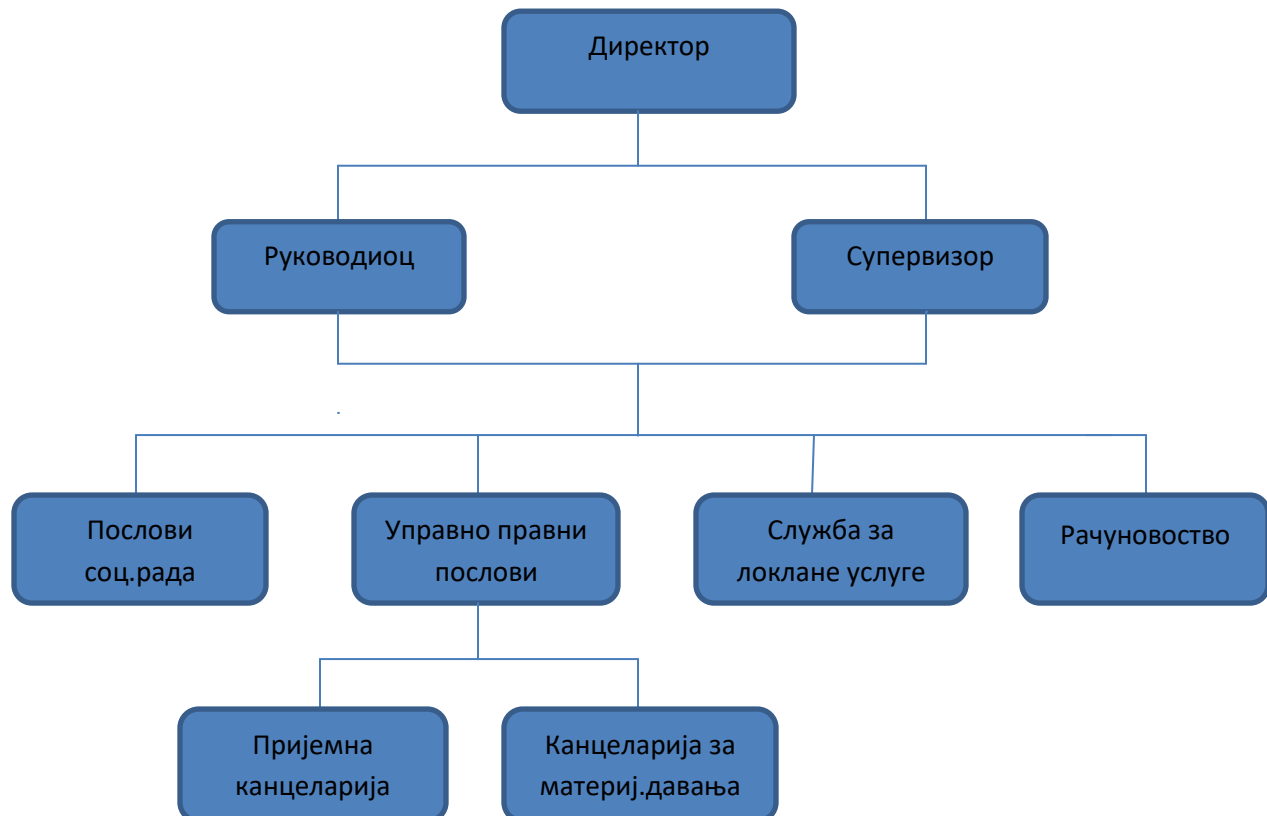 Директор
Руководиоц
Супервизор
Послови
соц.рада
Управно правни
послови
Служба за
локлане услуге
Рачуновоство
Пријемна
канцеларија
Канцеларија за
материј.давања